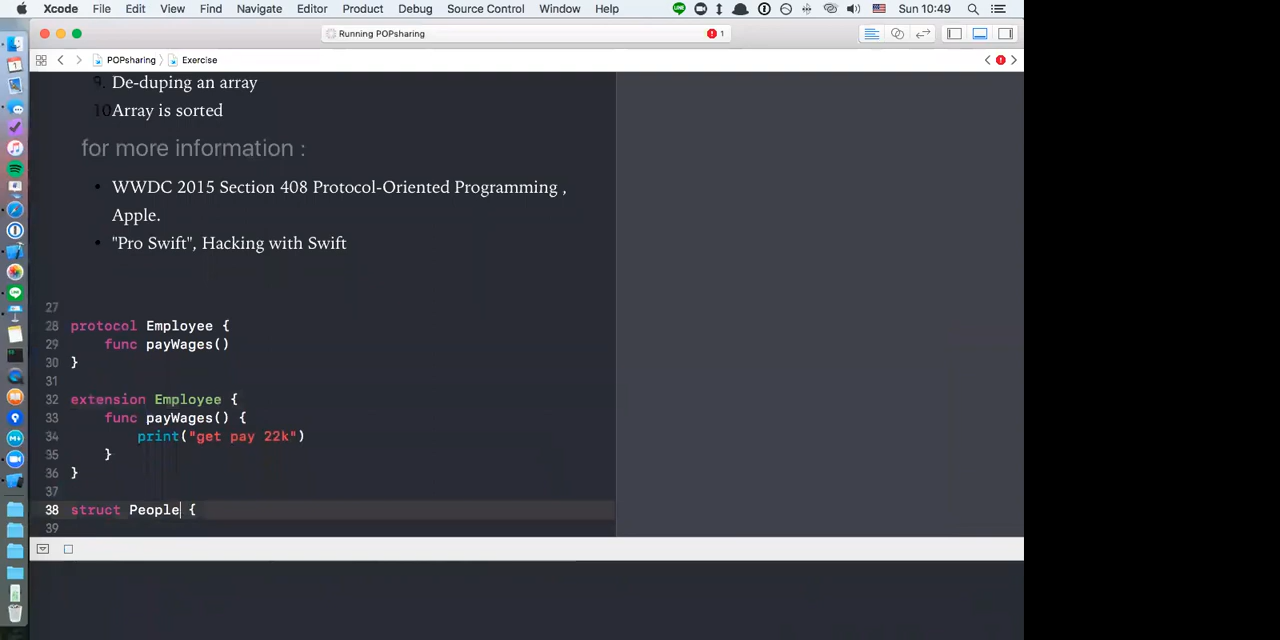 Xcode File Edit View Find Navigate Editor Product Debug Source Control Window Help Sun 10:49
Running POPsharing 1
POPsharing Exercise
9. De-duping an array
10 Array is sorted
for more information :
• WWDC 2015 Section 408 Protocol-Oriented Programming ,
Apple.
• "Pro Swift", Hacking with Swift
27
28 protocol Employee {
29 func payWages()
30 }
31
32 extension Employee {
33 func payWages() {
34 print("get pay 22k")
35 }
36 }
37
38 struct People {
39